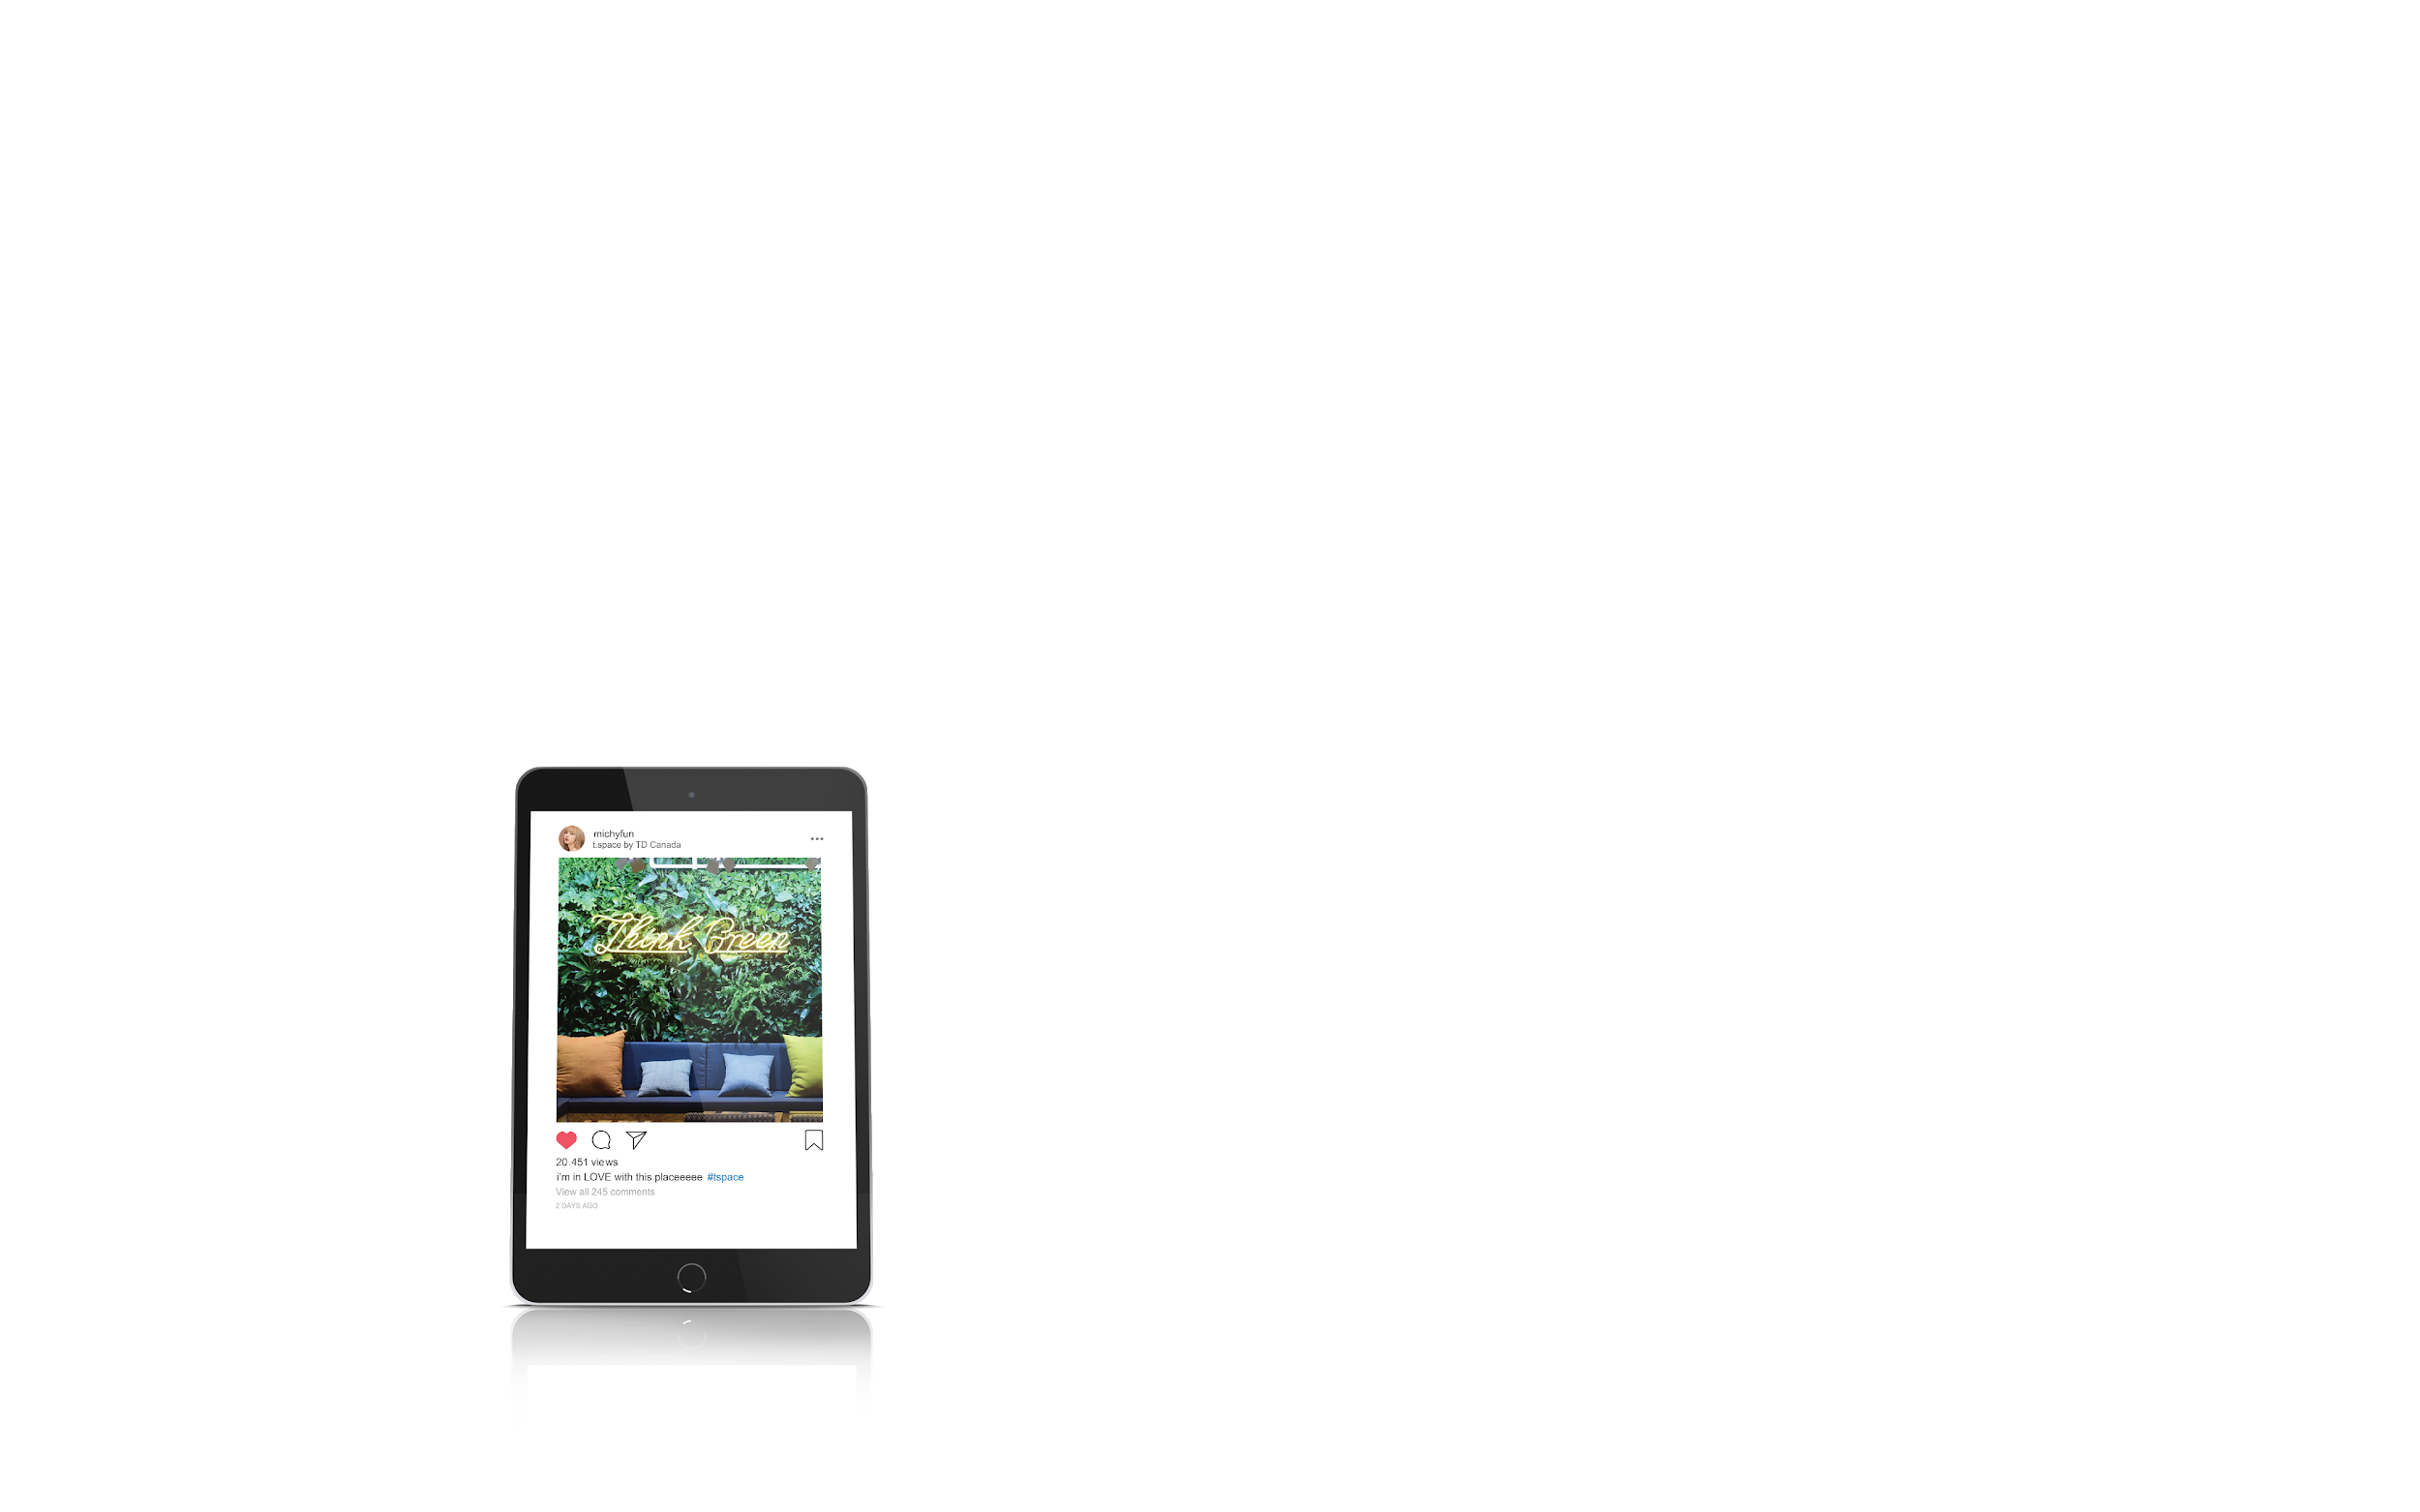 michyfun
t.space by TD Canada
Think Green
20.451 views
i'm in LOVE with this placeeeee #tspace
View all 245 comments
2 DAYS AGO